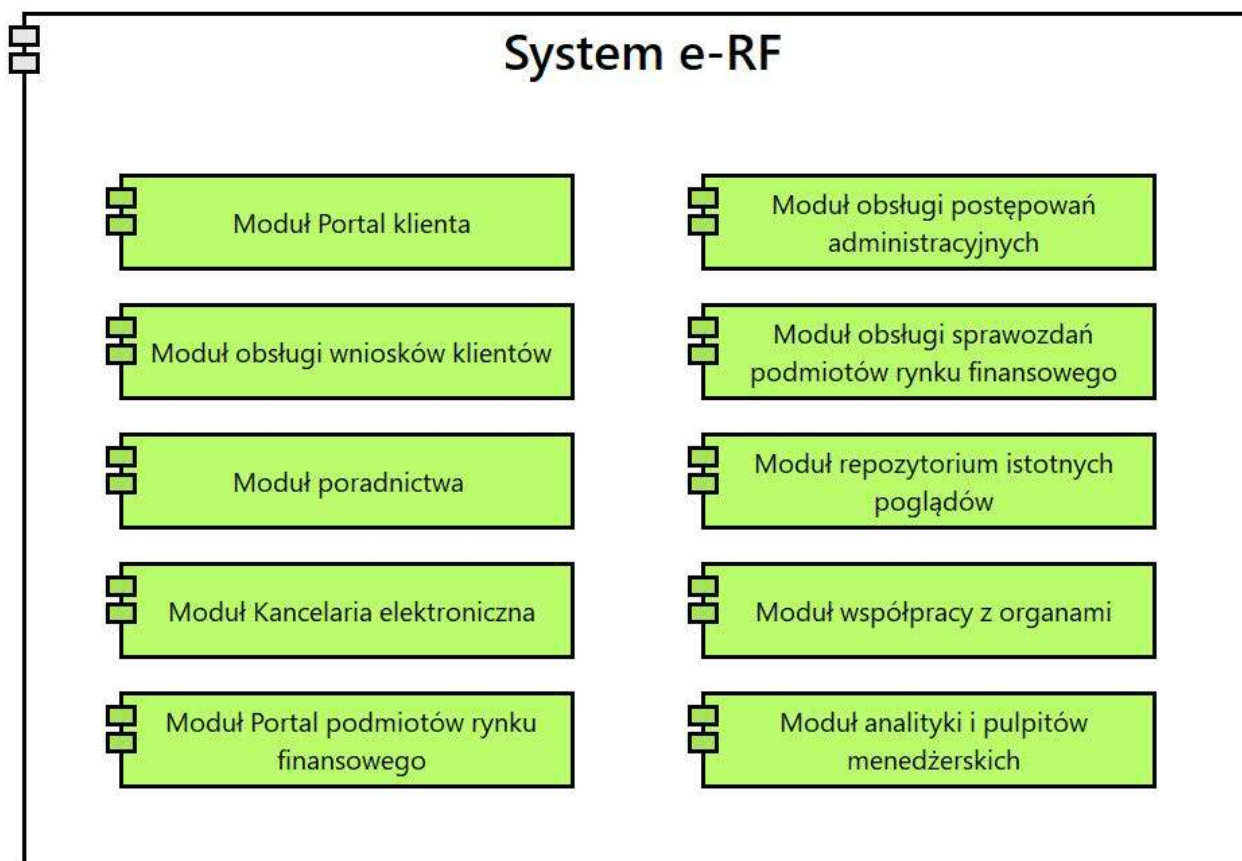 System e-RF
Moduł Portal klienta
Moduł obsługi wniosków klientów
Moduł poradnictwa
Moduł Kancelaria elektroniczna
Moduł Portal podmiotów rynku
finansowego
Moduł obsługi postępowań
administracyjnych
Moduł obsługi sprawozdań
podmiotów rynku finansowego
Moduł repozytorium istotnych
poglądów
Moduł współpracy z organami
Moduł analityki i pulpitów
menedżerskich